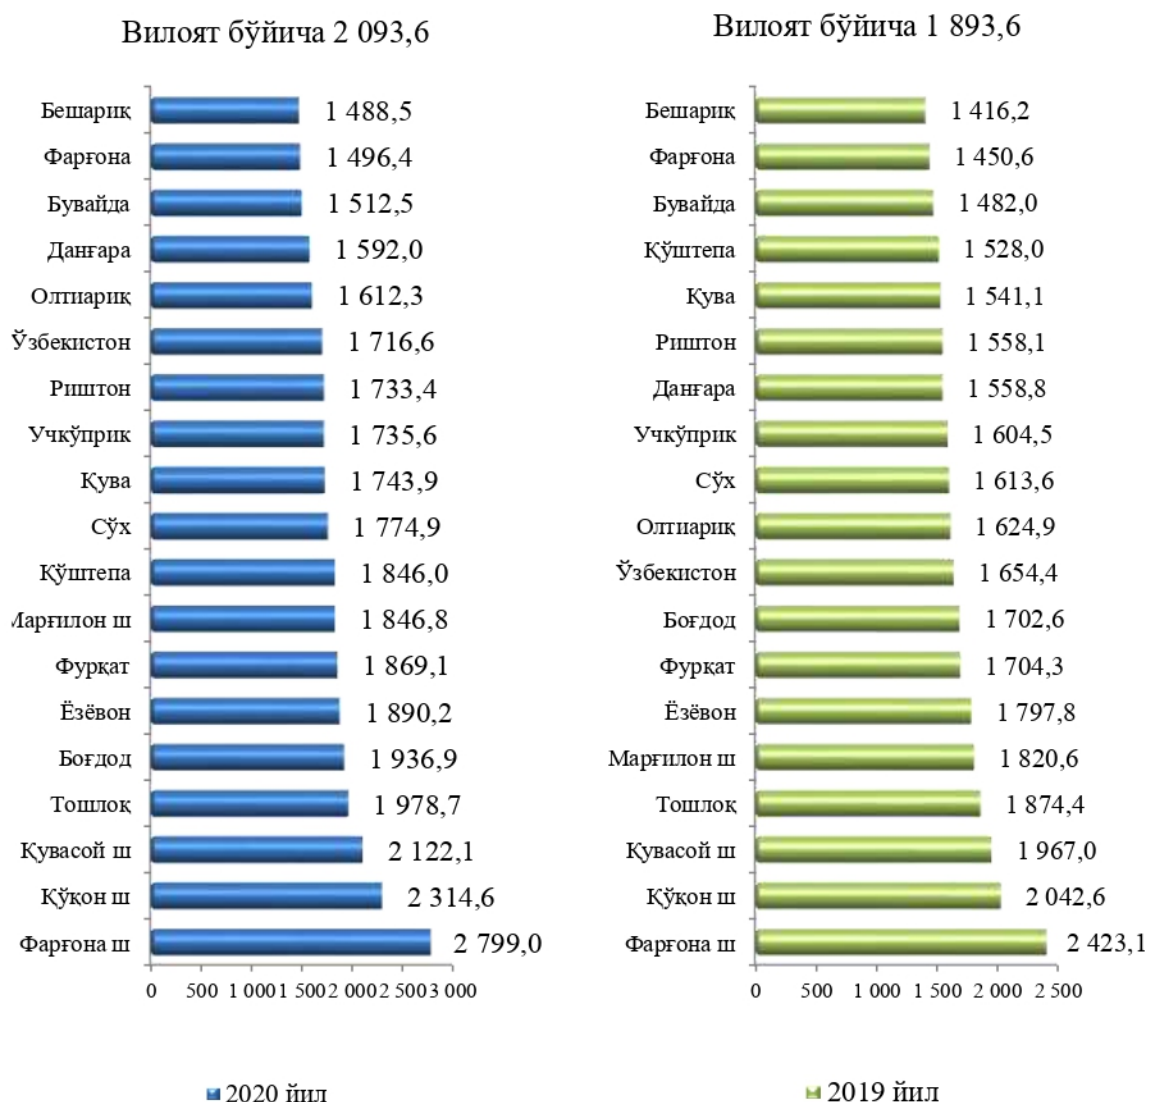 Вилоят бўйича 2 093,6
Бешариқ 1 488,5
Фарғона 1 496,4
Бувайда 1 512,5
Данғара 1 592,0
Олтиариқ 1 612,3
Ўзбекистон 1 716,6
Риштон 1 733,4
Учкўприк 1 735,6
Қува 1 743,9
Сўх 1 774,9
Қўштепа 1 846,0
Марғилон ш 1 846,8
Фурқат 1 869,1
Ёзёвон 1 890,2
Боғдод 1 936,9
Тошлоқ 1 978,7
Қувасой ш 2 122,1
Қўқон ш 2 314,6
Фарғона ш 2 799,0
0 500 1 000 1 500 2 000 2 500 3 000
2020 йил
Вилоят бўйича 1 893,6
Бешариқ 1 416,2
Фарғона 1 450,6
Бувайда 1 482,0
Қўштепа 1 528,0
Қува 1 541,1
Риштон 1 558,1
Данғара 1 558,8
Учкўприк 1 604,5
Сўх 1 613,6
Олтиариқ 1 624,9
Ўзбекистон 1 654,4
Боғдод 1 702,6
Фурқат 1 704,3
Ёзёвон 1 797,8
Марғилон ш 1 820,6
Тошлоқ 1 874,4
Қувасой ш 1 967,0
Қўқон ш 2 042,6
Фарғона ш 2 423,1
0 500 1 000 1 500 2 000 2 500
2019 йил